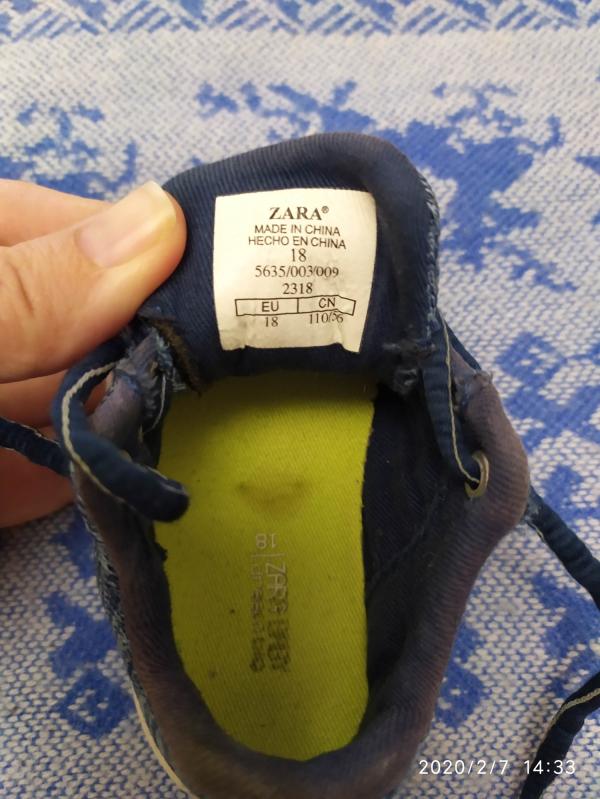 ZARA®
MADE IN CHINA
HECHO EN CHINA
18
5635/003/009
2318
EU CN
18 110/56
18 ZARA BABY
2020/2/7 14:33